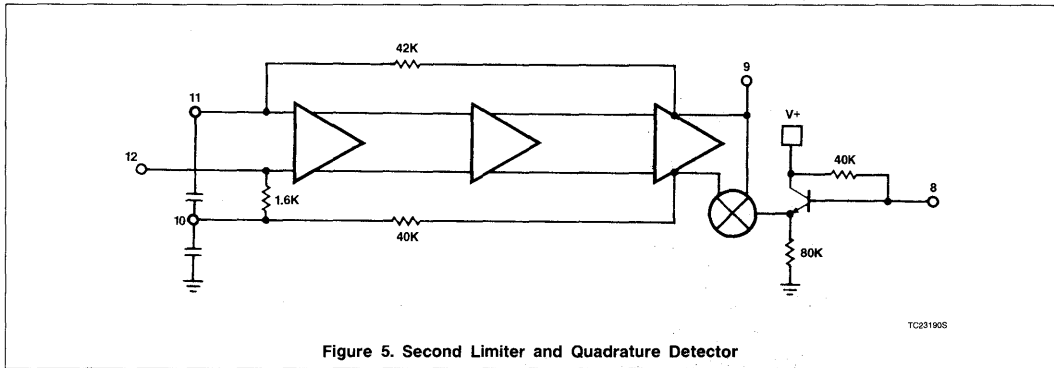 42K
9
11
V+
12
40K
8
1.6K
10
40K
80K
TC23190S
Figure 5. Second Limiter and Quadrature Detector